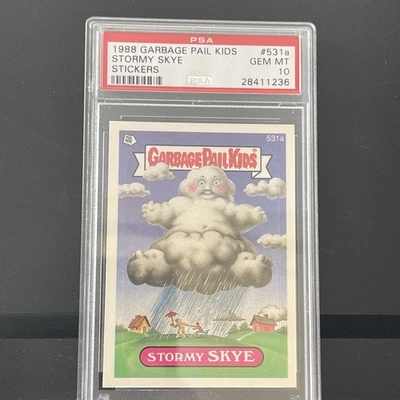 PSA
1988 GARBAGE PAIL KIDS #531a
STORMY SKYE GEM MT
STICKERS PSA 10
28411236
531a
GARBAGE PAIL KIDS
STORMY SKYE